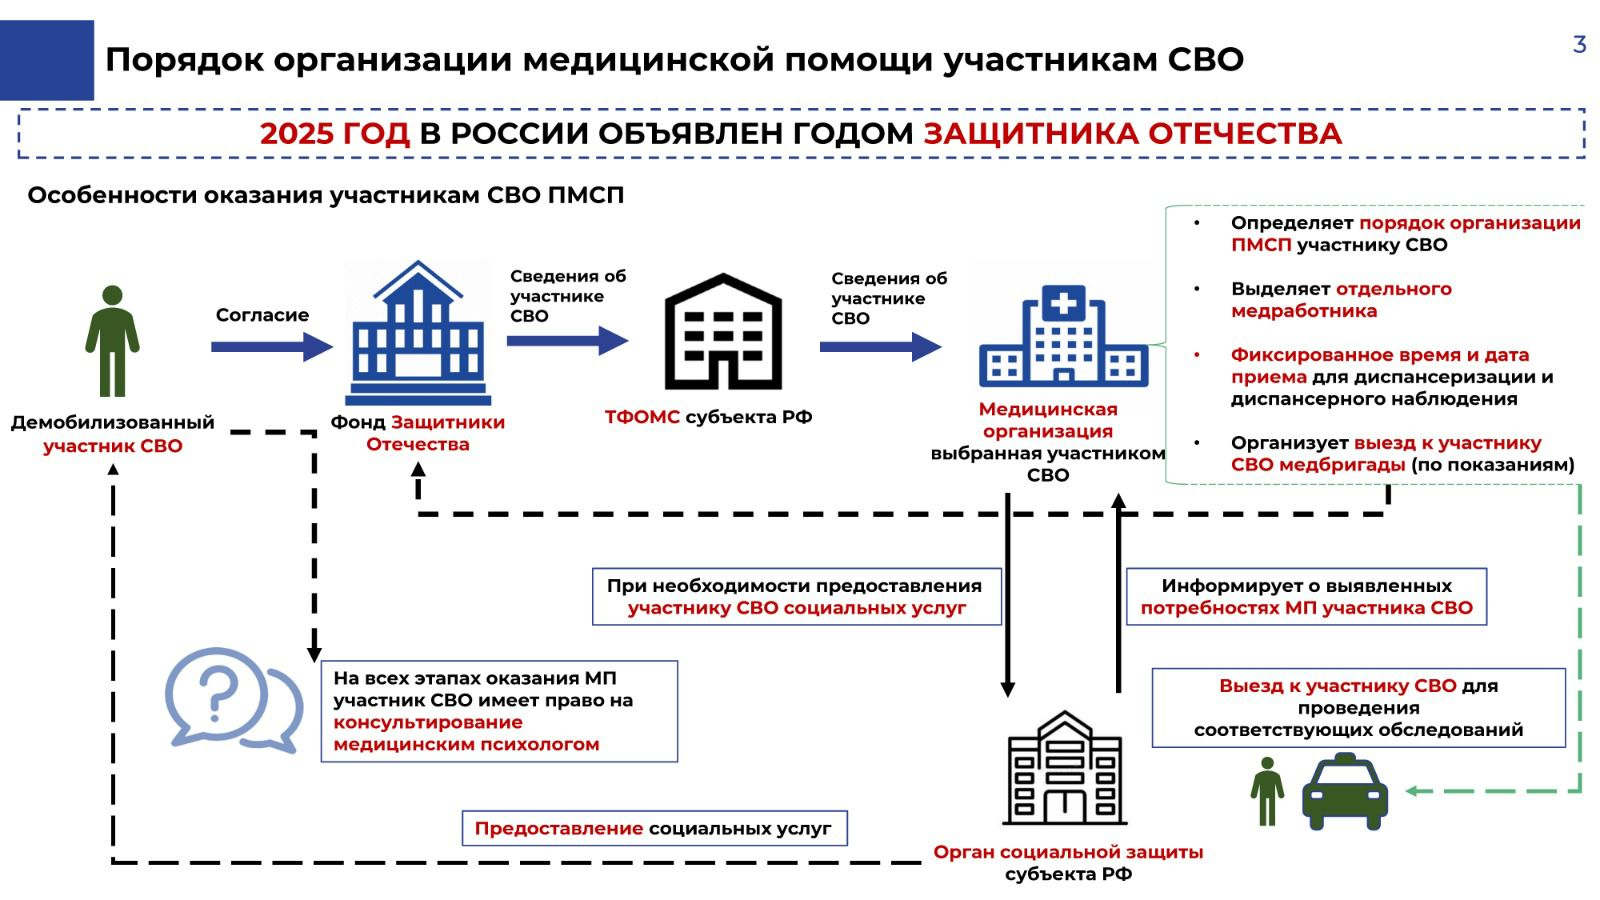 Порядок организации медицинской помощи участникам СВО
3
2025 ГОД В РОССИИ ОБЪЯВЛЕН ГОДОМ ЗАЩИТНИКА ОТЕЧЕСТВА
Особенности оказания участникам СВО ПМСП
Демобилизованный
участник СВО
Согласие
Фонд Защитники
Отечества
Сведения об
участнике
СВО
ТФОМС субъекта РФ
Сведения об
участнике
СВО
Медицинская
организация
выбранная участником
СВО
• Определяет порядок организации
ПМСП участнику СВО
• Выделяет отдельного
медработника
• Фиксированное время и дата
приема для диспансеризации и
диспансерного наблюдения
• Организует выезд к участнику
СВО медбригады (по показаниям)
При необходимости предоставления
участнику СВО социальных услуг
Информирует о выявленных
потребностях МП участника СВО
На всех этапах оказания МП
участник СВО имеет право на
консультирование
медицинским психологом
Выезд к участнику СВО для
проведения
соответствующих обследований
Предоставление социальных услуг
Орган социальной защиты
субъекта РФ